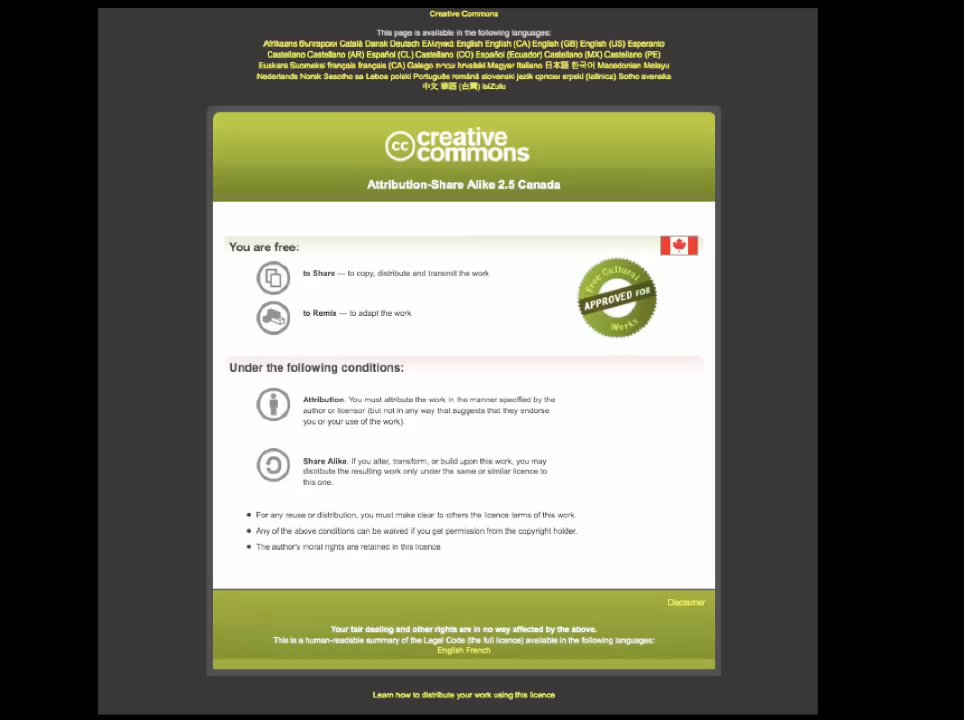 Creative Commons
This page is available in the following languages:
Afrikaans български Català Dansk Deutsch Ελληνικά English English (CA) English (GB) English (US) Esperanto
Castellano Castellano (AR) Español (CL) Castellano (CO) Español (Ecuador) Castellano (MX) Castellano (PE)
Euskara Suomeksi français français (CA) Galego עברית hrvatski Magyar Italiano 日本語 한국어 Macedonian Melayu
Nederlands Norsk Sesotho sa Leboa polski Português română slovenski jezik српски srpski (latinica) Sotho svenska
中文 華語 (台灣) isiZulu
cc creative commons
Attribution-Share Alike 2.5 Canada
You are free:
to Share — to copy, distribute and transmit the work
to Remix — to adapt the work
Free Cultural
APPROVED FOR
Works
Under the following conditions:
Attribution. You must attribute the work in the manner specified by the
author or licensor (but not in any way that suggests that they endorse
you or your use of the work).
Share Alike. If you alter, transform, or build upon this work, you may
distribute the resulting work only under the same or similar licence to
this one.
For any reuse or distribution, you must make clear to others the licence terms of this work.
Any of the above conditions can be waived if you get permission from the copyright holder.
The author's moral rights are retained in this licence.
Disclaimer
Your fair dealing and other rights are in no way affected by the above.
This is a human-readable summary of the Legal Code (the full licence) available in the following languages:
English French
Learn how to distribute your work using this licence